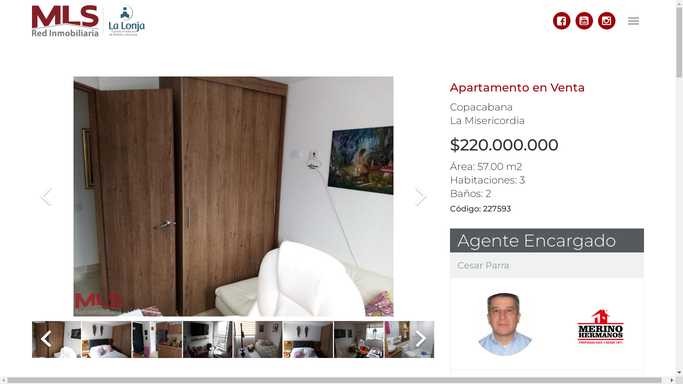 MLS
Red Inmobiliaria
La Lonja
Apartamento en Venta
Copacabana
La Misericordia
$220.000.000
Área: 57.00 m2
Habitaciones: 3
Baños: 2
Código: 227593
Agente Encargado
Cesar Parra
MLS
MERINO
HERMANOS